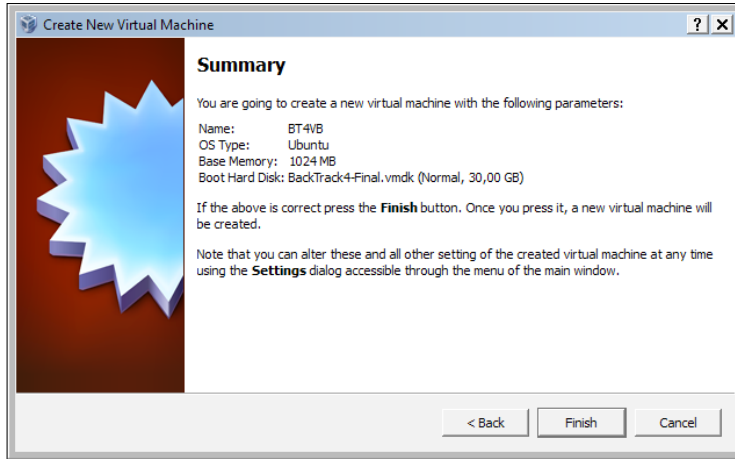 Create New Virtual Machine
? X
Summary
You are going to create a new virtual machine with the following parameters:
Name: BT4VB
OS Type: Ubuntu
Base Memory: 1024 MB
Boot Hard Disk: BackTrack4-Final.vmdk (Normal, 30,00 GB)
If the above is correct press the Finish button. Once you press it, a new virtual machine will
be created.
Note that you can alter these and all other setting of the created virtual machine at any time
using the Settings dialog accessible through the menu of the main window.
< Back Finish Cancel